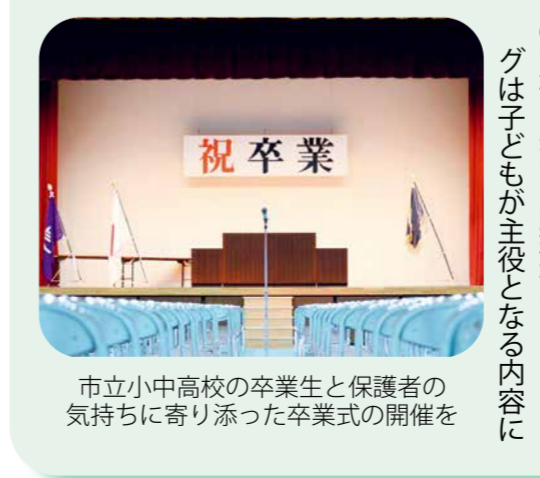 グは子どもが主役となる内容に
祝卒業
市立小中高校の卒業生と保護者の
気持ちに寄り添った卒業式の開催を